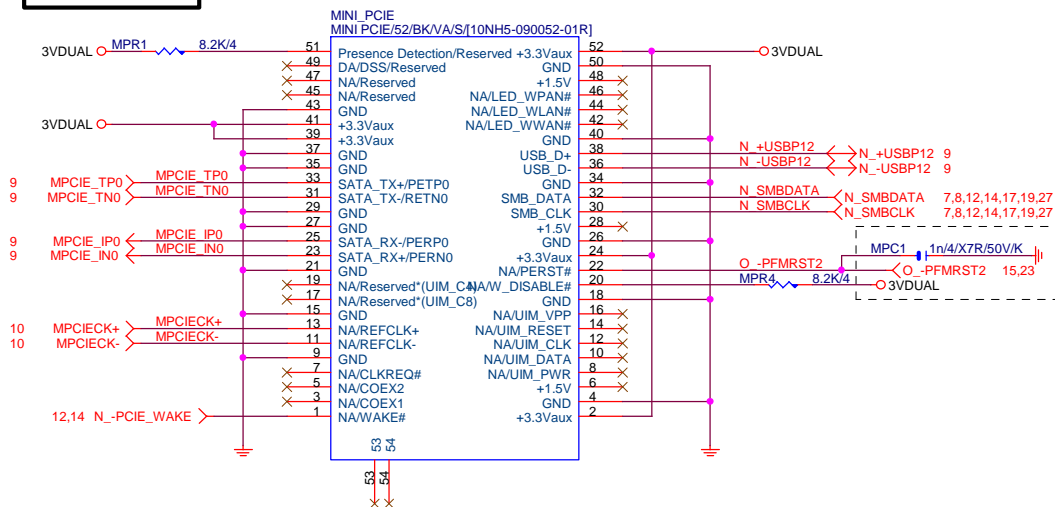 MINI_PCIE
MINI PCIE/52/BK/VA/S/[10NH5-090052-01R]
3VDUAL MPR1 8.2K/4 51 Presence Detection/Reserved +3.3Vaux 52 3VDUAL
49 DA/DSS/Reserved GND 50
47 NA/Reserved +1.5V 48
45 NA/Reserved NA/LED_WPAN# 46
43 GND NA/LED_WLAN# 44
3VDUAL 41 +3.3Vaux NA/LED_WWAN# 42
39 +3.3Vaux GND 40
37 GND USB_D+ 38 N_+USBP12 N_+USBP12 9
35 GND USB_D- 36 N_-USBP12 N_-USBP12 9
9 MPCIE_TP0 MPCIE_TP0 33 SATA_TX+/PETP0 GND 34
9 MPCIE_TN0 MPCIE_TN0 31 SATA_TX-/RETN0 SMB_DATA 32 N_SMBDATA N_SMBDATA 7,8,12,14,17,19,27
29 GND SMB_CLK 30 N_SMBCLK N_SMBCLK 7,8,12,14,17,19,27
27 GND +1.5V 28
9 MPCIE_IP0 MPCIE_IP0 25 SATA_RX-/PERP0 GND 26
9 MPCIE_IN0 MPCIE_IN0 23 SATA_RX+/PERN0 +3.3Vaux 24 MPC1 1n/4/X7R/50V/K
21 GND NA/PERST# 22 O_-PFMRST2 O_-PFMRST2 15,23
19 NA/Reserved*(UIM_C4) NA/W_DISABLE# 20 MPR4 8.2K/4 3VDUAL
17 NA/Reserved*(UIM_C8) GND 18
15 GND NA/UIM_VPP 16
10 MPCIECK+ MPCIECK+ 13 NA/REFCLK+ NA/UIM_RESET 14
10 MPCIECK- MPCIECK- 11 NA/REFCLK- NA/UIM_CLK 12
9 GND NA/UIM_DATA 10
7 NA/CLKREQ# NA/UIM_PWR 8
5 NA/COEX2 +1.5V 6
3 NA/COEX1 GND 4
12,14 N_-PCIE_WAKE 1 NA/WAKE# +3.3Vaux 2
53 54
53 54